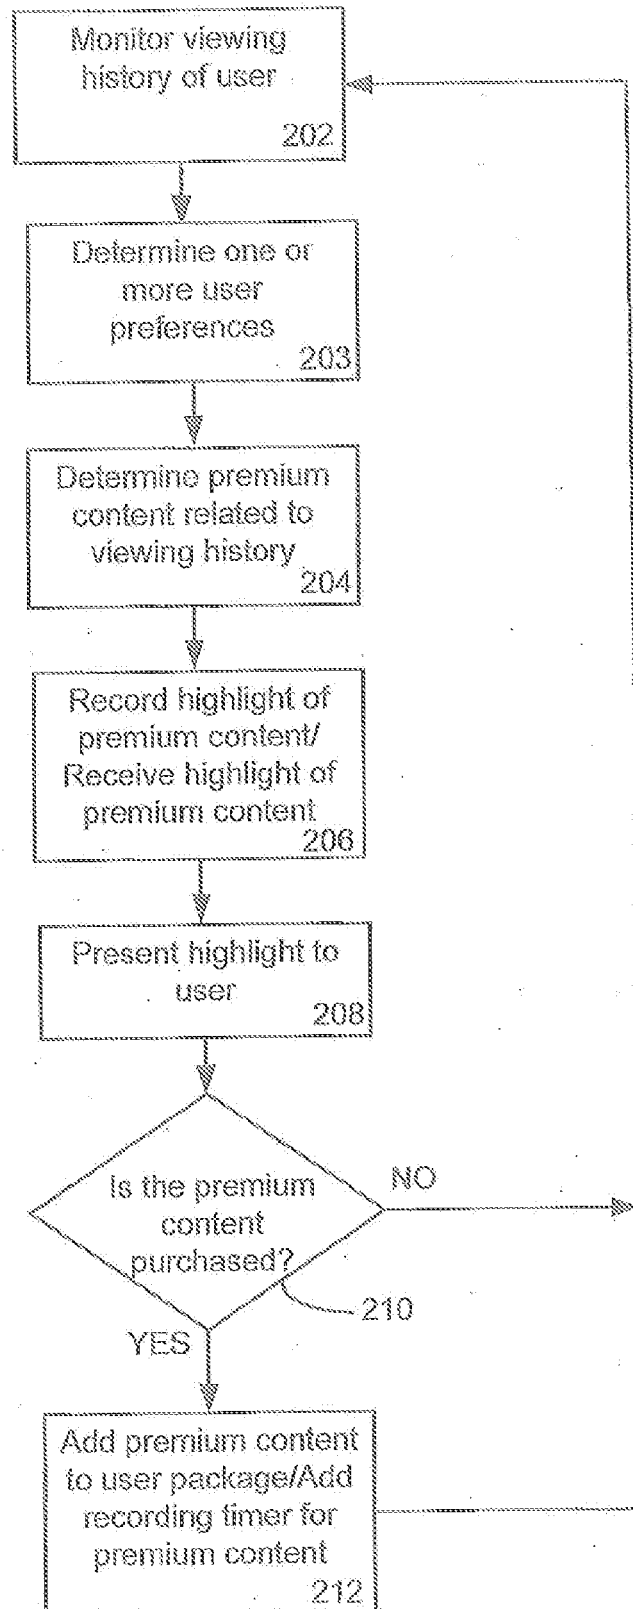 Monitor viewing
history of user
202
Determine one or
more user
preferences
203
Determine premium
content related to
viewing history
204
Record highlight of
premium content/
Receive highlight of
premium content
206
Present highlight to
user
208
Is the premium
content
purchased?
NO
210
YES
Add premium content
to user package/Add
recording timer for
premium content
212